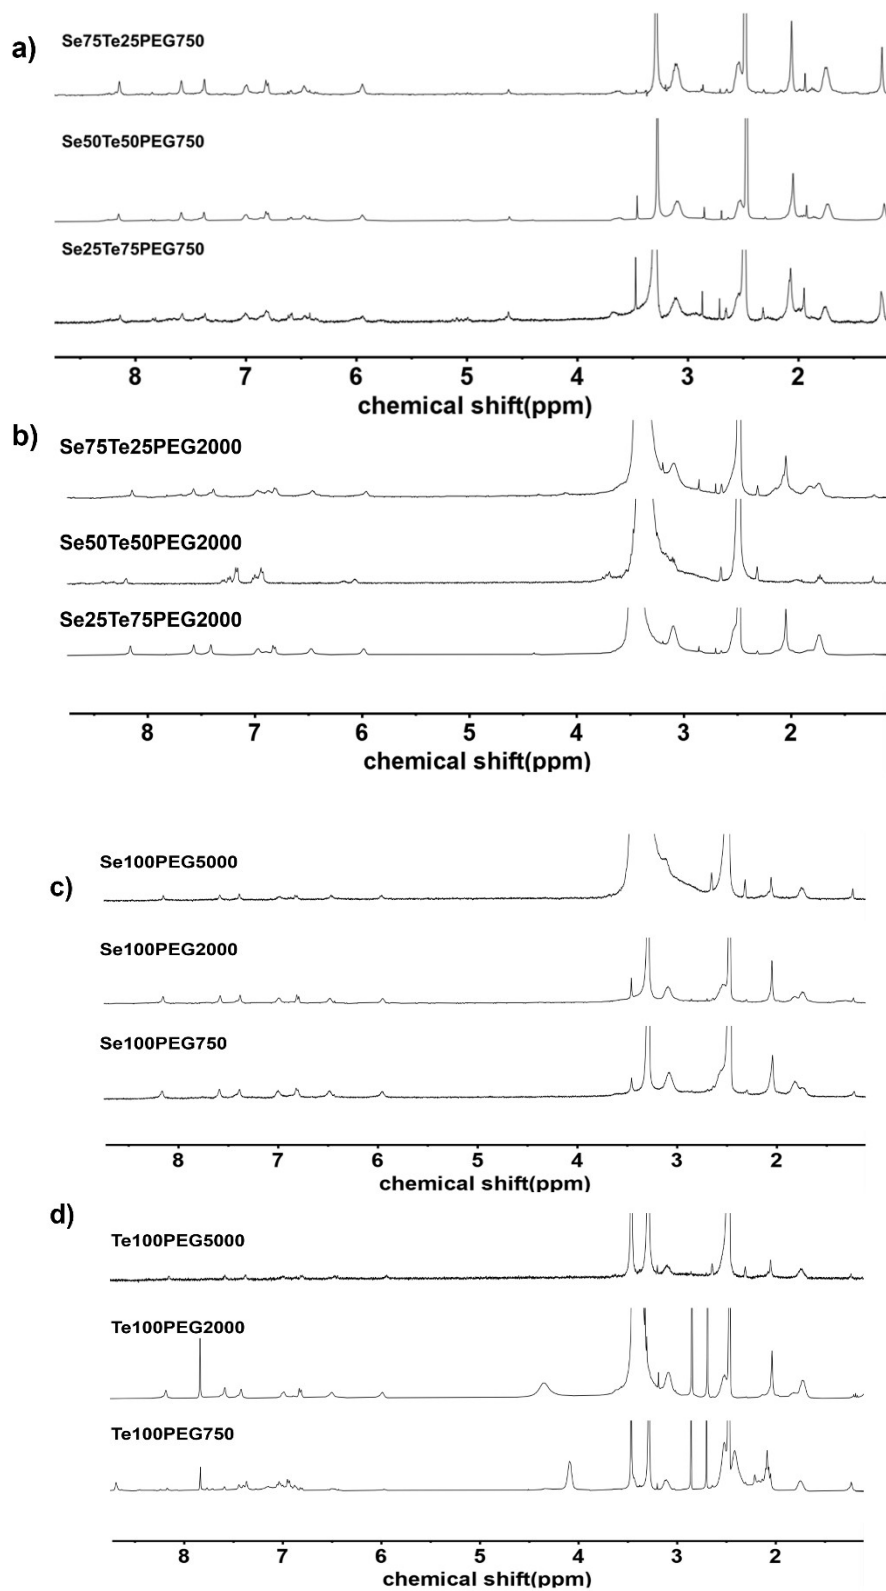 a)
Se75Te25PEG750
Se50Te50PEG750
Se25Te75PEG750
8 7 6 5 4 3 2
chemical shift(ppm)
b)
Se75Te25PEG2000
Se50Te50PEG2000
Se25Te75PEG2000
8 7 6 5 4 3 2
chemical shift(ppm)
c)
Se100PEG5000
Se100PEG2000
Se100PEG750
8 7 6 5 4 3 2
chemical shift(ppm)
d)
Te100PEG5000
Te100PEG2000
Te100PEG750
8 7 6 5 4 3 2
chemical shift(ppm)